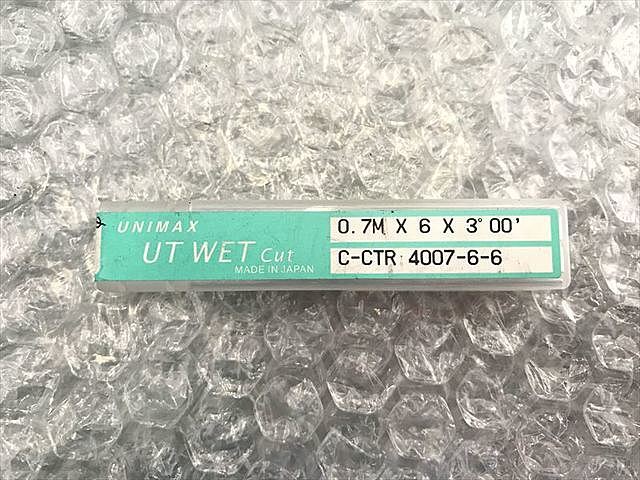 UNIMAX
UT WET Cut
MADE IN JAPAN
0.7M X 6 X 3°00'
C-CTR 4007-6-6